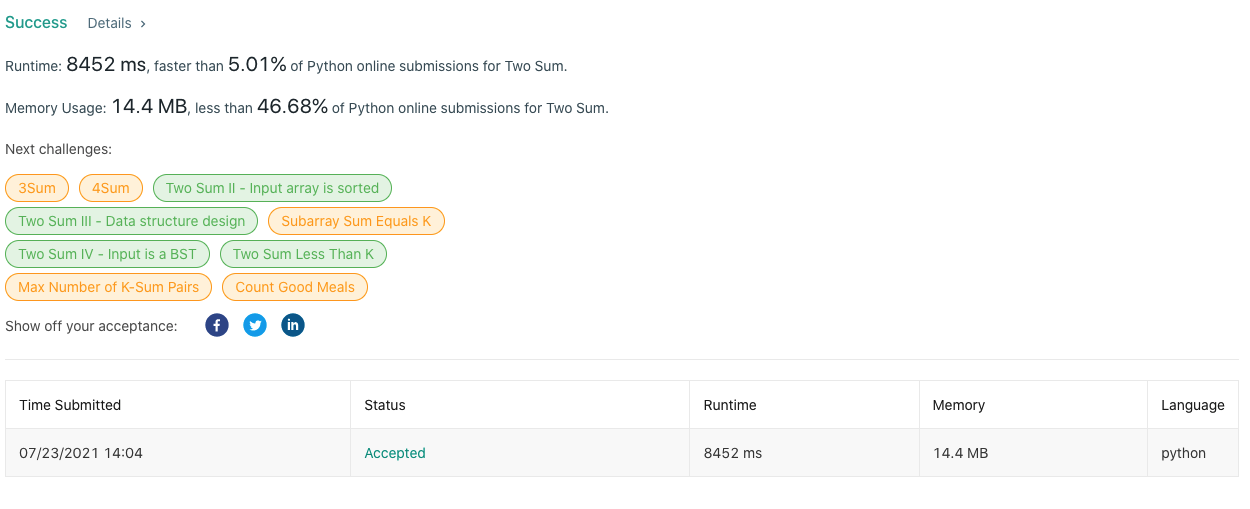 Success Details ›
Runtime: 8452 ms, faster than 5.01% of Python online submissions for Two Sum.
Memory Usage: 14.4 MB, less than 46.68% of Python online submissions for Two Sum.
Next challenges:
3Sum 4Sum Two Sum II - Input array is sorted
Two Sum III - Data structure design Subarray Sum Equals K
Two Sum IV - Input is a BST Two Sum Less Than K
Max Number of K-Sum Pairs Count Good Meals
Show off your acceptance: f in
Time Submitted Status Runtime Memory Language
07/23/2021 14:04 Accepted 8452 ms 14.4 MB python